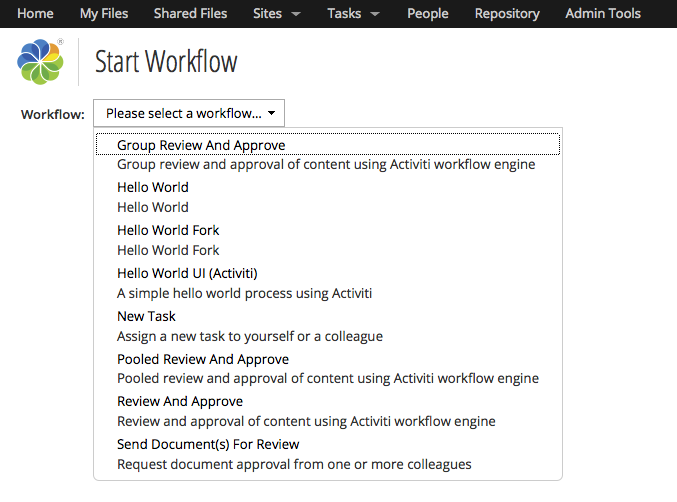 Home My Files Shared Files Sites Tasks People Repository Admin Tools
® Start Workflow
Workflow: Please select a workflow...
Group Review And Approve
Group review and approval of content using Activiti workflow engine
Hello World
Hello World
Hello World Fork
Hello World Fork
Hello World UI (Activiti)
A simple hello world process using Activiti
New Task
Assign a new task to yourself or a colleague
Pooled Review And Approve
Pooled review and approval of content using Activiti workflow engine
Review And Approve
Review and approval of content using Activiti workflow engine
Send Document(s) For Review
Request document approval from one or more colleagues